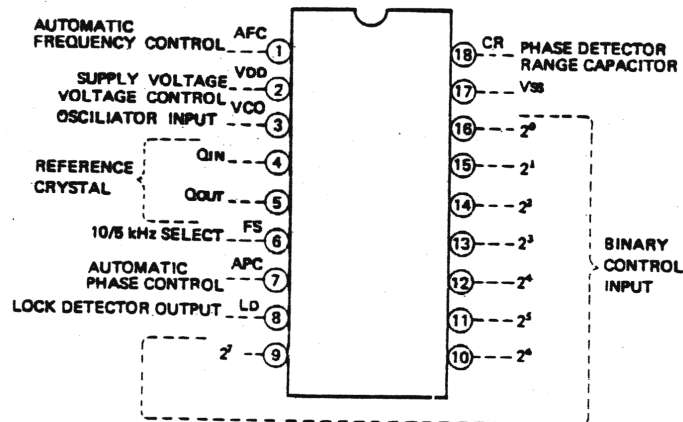 AUTOMATIC
FREQUENCY CONTROL AFC 1
SUPPLY VOLTAGE VDD 2
VOLTAGE CONTROL
OSCILIATOR INPUT VCO 3
REFERENCE
CRYSTAL
QIN 4
QOUT 5
10/5 kHz SELECT FS 6
AUTOMATIC
PHASE CONTROL APC 7
LOCK DETECTOR OUTPUT LD 8
2⁷ 9
18 CR PHASE DETECTOR
RANGE CAPACITOR
17 VSS
16 2⁰
15 2¹
14 2²
13 2³
12 2⁴
11 2⁵
10 2⁶
BINARY
CONTROL
INPUT